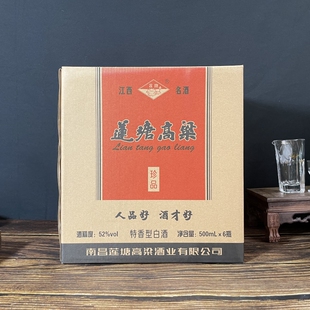 江西 名酒
莲塘高粱
Lian tang gao liang
珍品
人品好 酒才好
酒精度：52%vol 特香型白酒 净含量：500mL x 6瓶
南昌莲塘高粱酒业有限公司